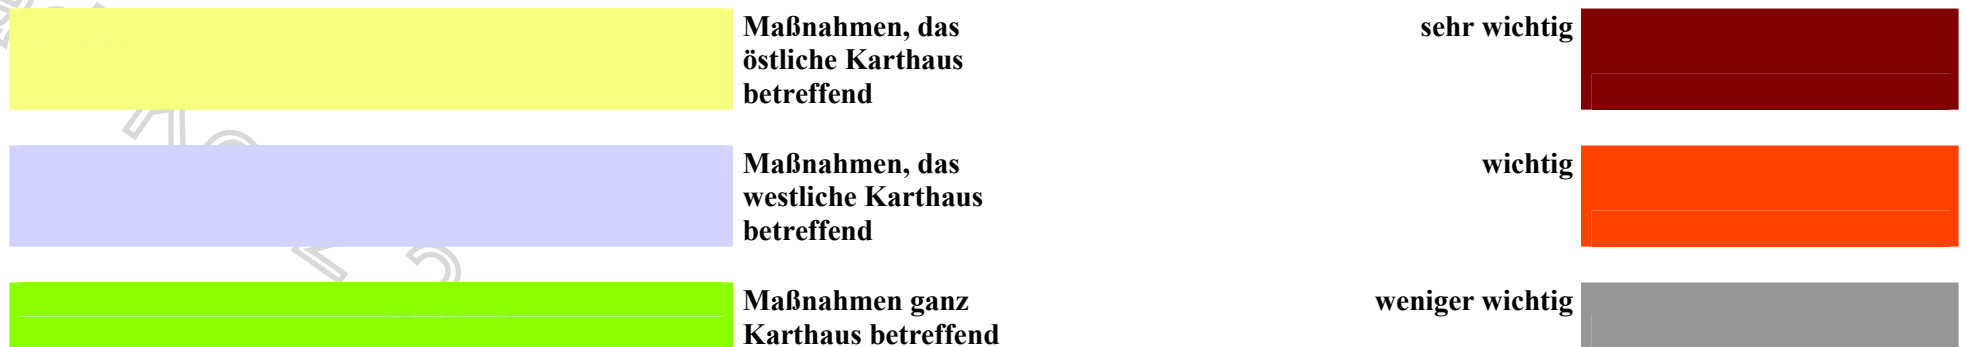 Maßnahmen, das
östliche Karthaus
betreffend
sehr wichtig
Maßnahmen, das
westliche Karthaus
betreffend
wichtig
Maßnahmen ganz
Karthaus betreffend
weniger wichtig